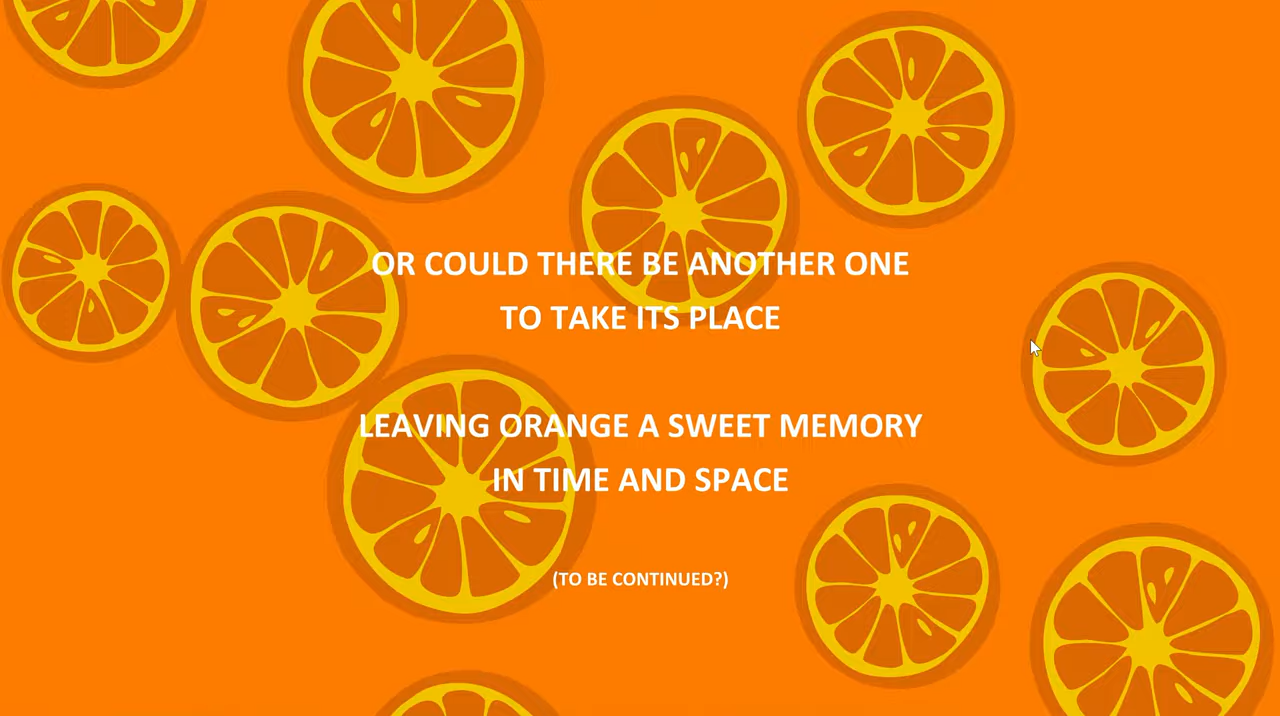 OR COULD THERE BE ANOTHER ONE
TO TAKE ITS PLACE
LEAVING ORANGE A SWEET MEMORY
IN TIME AND SPACE
(TO BE CONTINUED?)